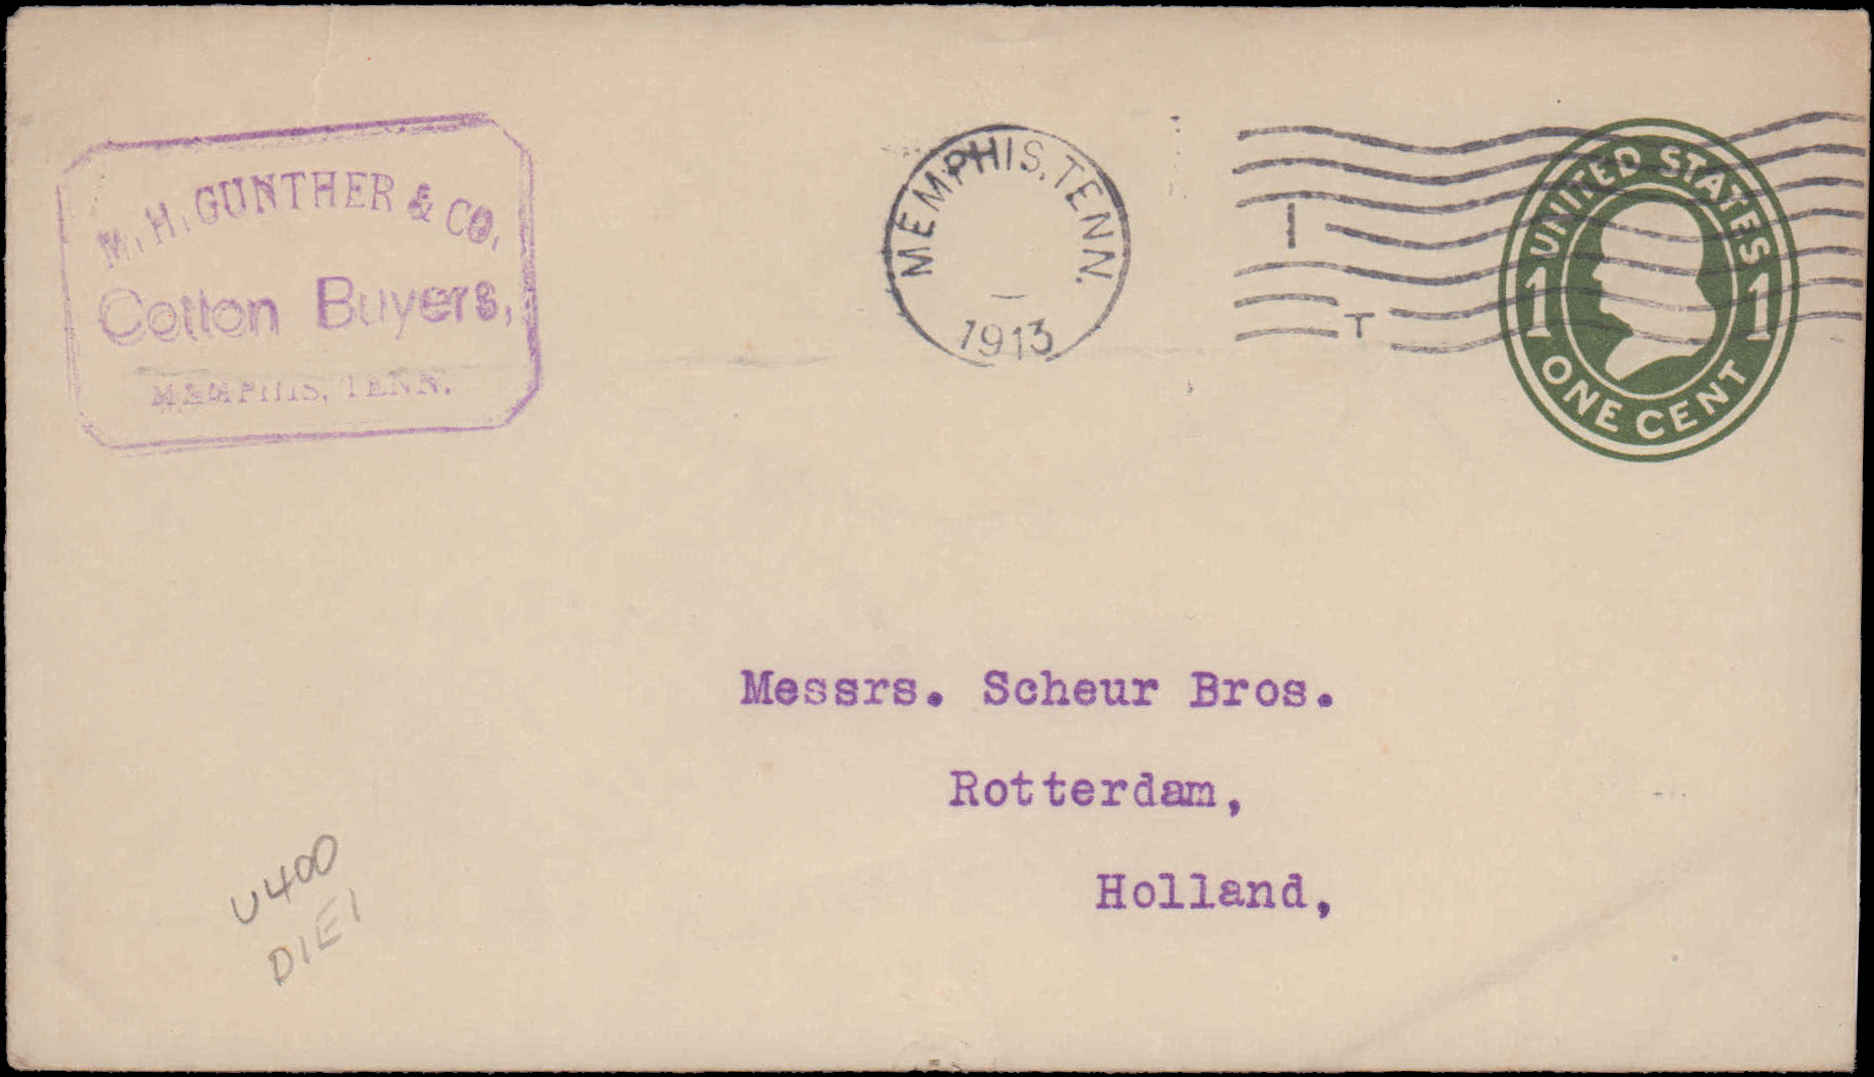 M. H. GUNTHER & CO.
Cotton Buyers,
MEMPHIS, TENN.
MEMPHIS, TENN.
1913
1
T
UNITED STATES
1 1
ONE CENT
Messrs. Scheur Bros.
Rotterdam,
Holland,
U400
DIE1